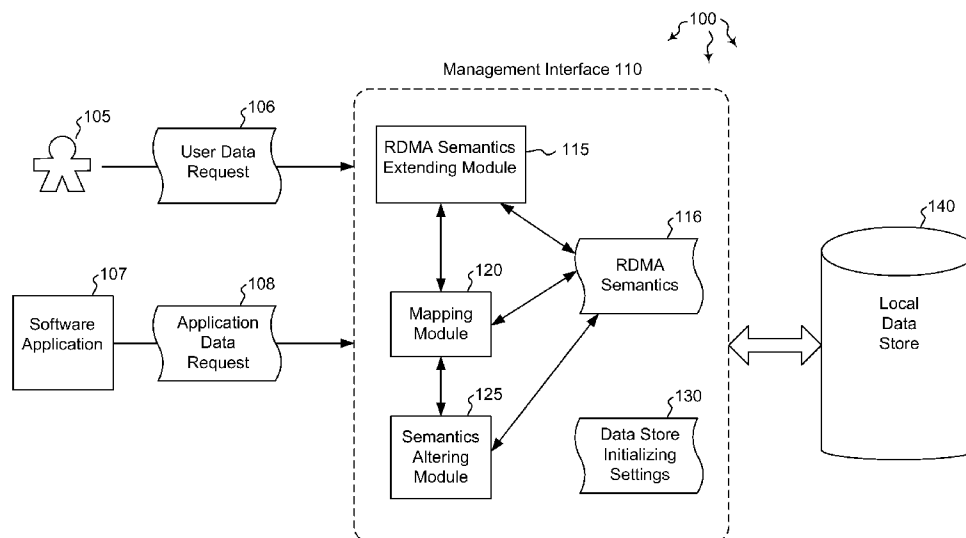 100
Management Interface 110
105
106
User Data
Request
RDMA Semantics
Extending Module
115
116
RDMA
Semantics
140
Local
Data
Store
107
Software
Application
108
Application
Data
Request
120
Mapping
Module
125
Semantics
Altering
Module
130
Data Store
Initializing
Settings